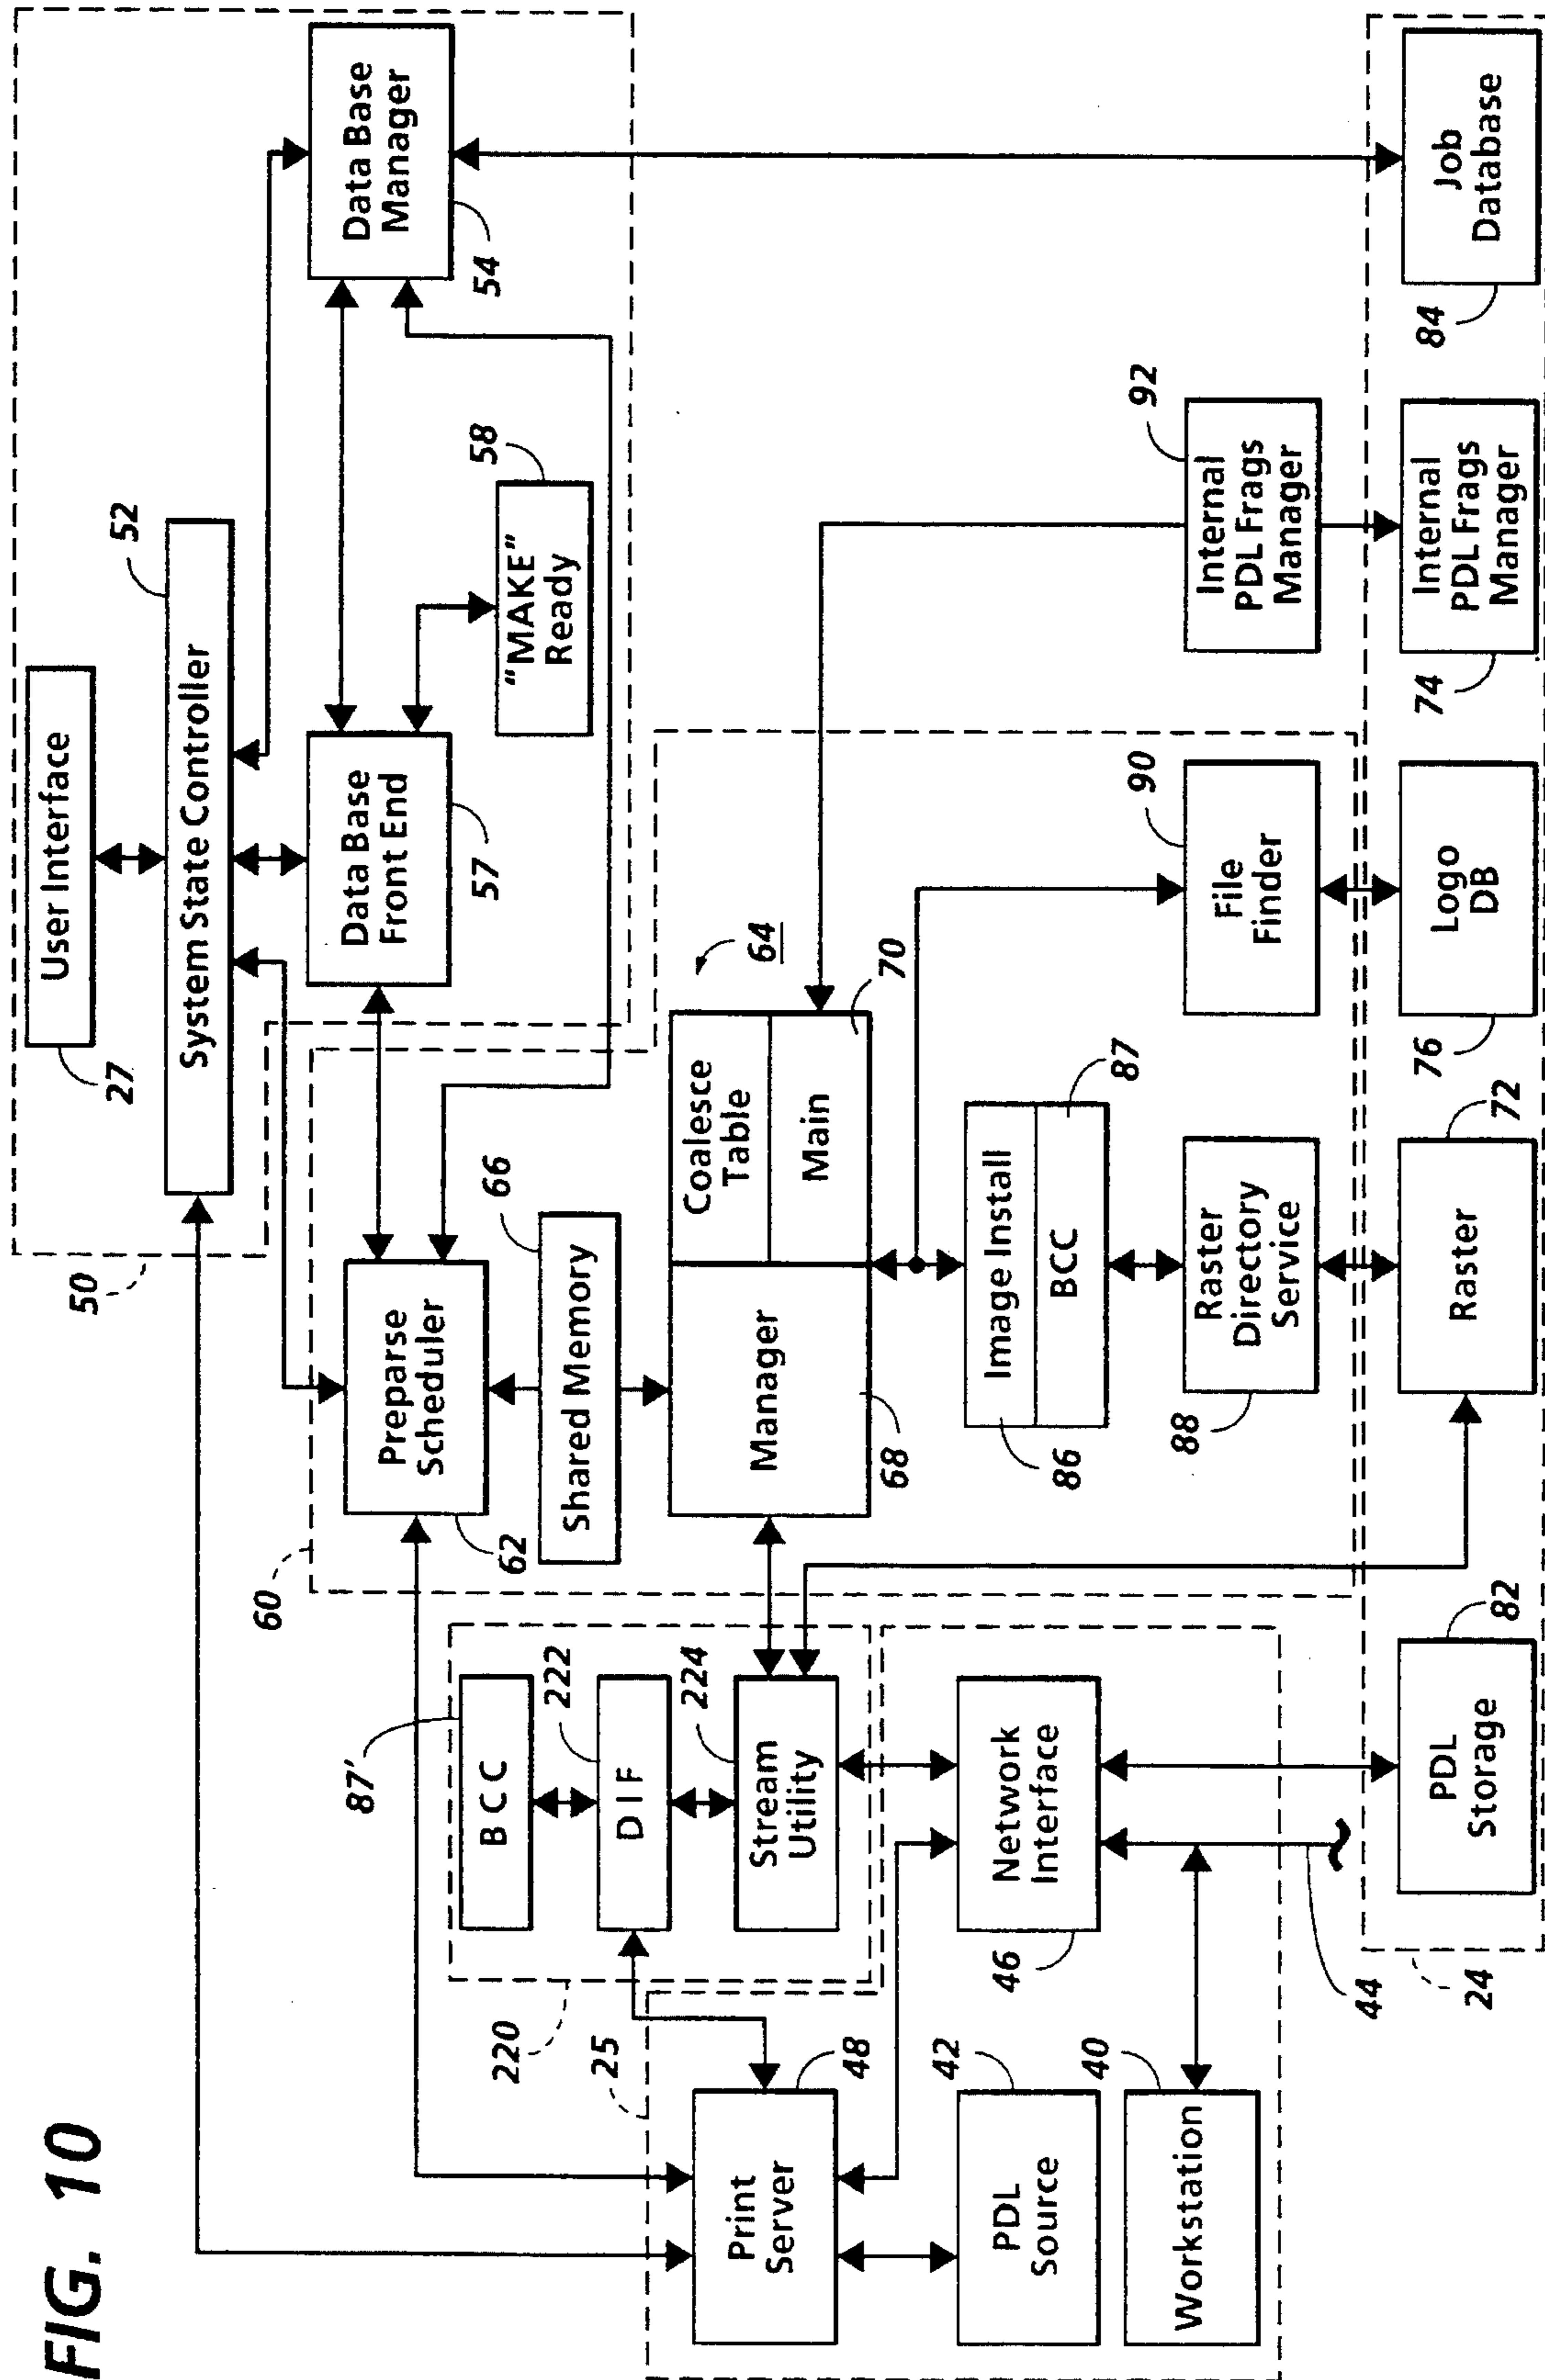 FIG. 10
50
User Interface
27
System State Controller
52
Data Base
Front End
57
"MAKE"
Ready
58
Data Base
Manager
54
60
Preparse
Scheduler
62
Shared Memory
66
64
Manager
68
Coalesce
Table
Main
70
Image Install
86
BCC
87
Raster
Directory
Service
88
File
Finder
90
Internal
PDL Frags
Manager
92
87'
BCC
DIF
222
Stream
Utility
224
220
25
Print
Server
48
PDL
Source
42
Workstation
40
Network
Interface
46
44
24
PDL
Storage
82
Raster
72
Logo
DB
76
Internal
PDL Frags
Manager
74
Job
Database
84